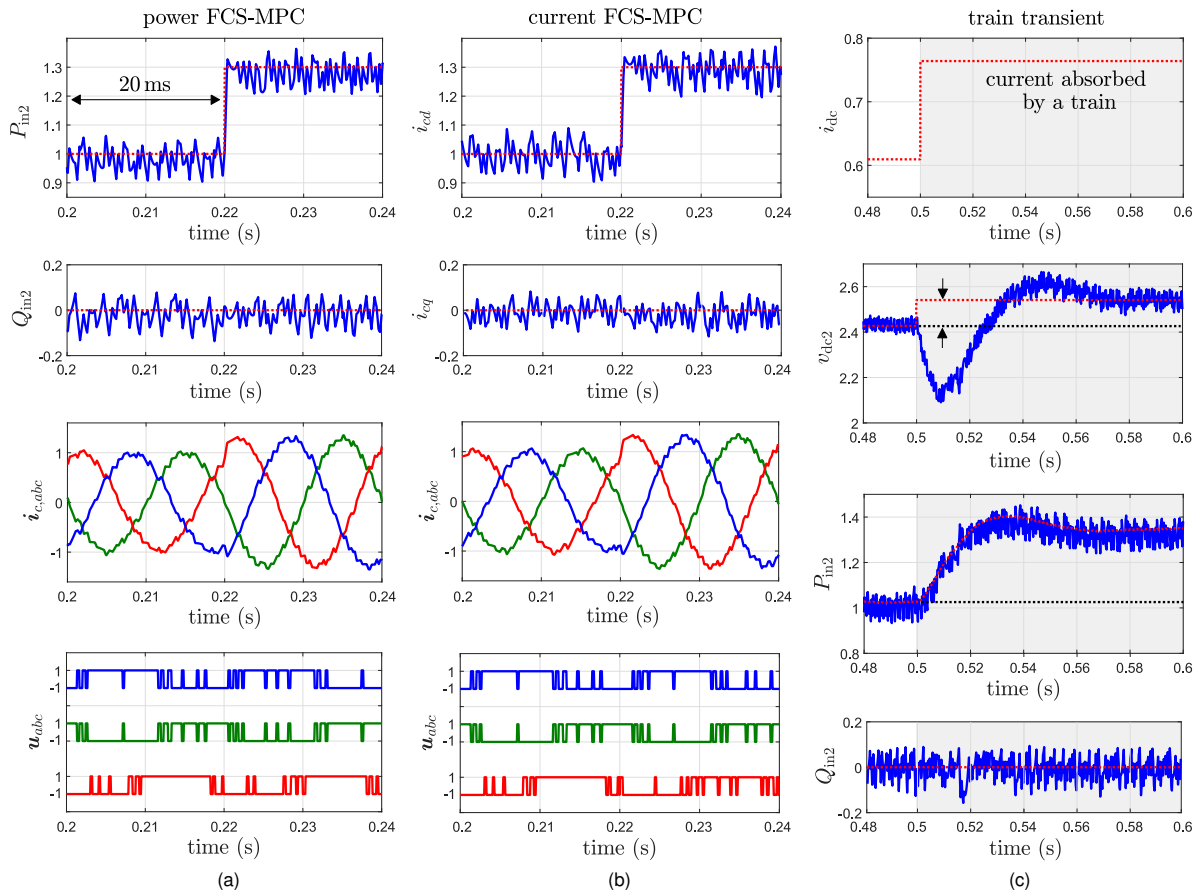 power FCS-MPC
1.3
1.2
1.0
0.9
P_in2
20 ms
0.2 0.21 0.22 0.23 0.24
time (s)
0.2
0
-0.2
Q_in2
0.2 0.21 0.22 0.23 0.24
time (s)
1
0
-1
i_c,abc
0.2 0.21 0.22 0.23 0.24
time (s)
1
-1
1
-1
1
-1
u_abc
0.2 0.21 0.22 0.23 0.24
time (s)
(a)
current FCS-MPC
1.3
1.2
1.0
0.9
i_cd
0.2 0.21 0.22 0.23 0.24
time (s)
0.2
0
-0.2
i_cq
0.2 0.21 0.22 0.23 0.24
time (s)
1
0
-1
i_c,abc
0.2 0.21 0.22 0.23 0.24
time (s)
1
-1
1
-1
1
-1
u_abc
0.2 0.21 0.22 0.23 0.24
time (s)
(b)
train transient
0.8
0.7
0.6
i_dc
current absorbed
by a train
0.48 0.5 0.52 0.54 0.56 0.58 0.6
time (s)
2.6
2.4
2.2
2
v_dc2
0.48 0.5 0.52 0.54 0.56 0.58 0.6
time (s)
1.4
1.2
1
0.8
P_in2
0.48 0.5 0.52 0.54 0.56 0.58 0.6
time (s)
0.2
0
-0.2
Q_in2
0.48 0.5 0.52 0.54 0.56 0.58 0.6
time (s)
(c)